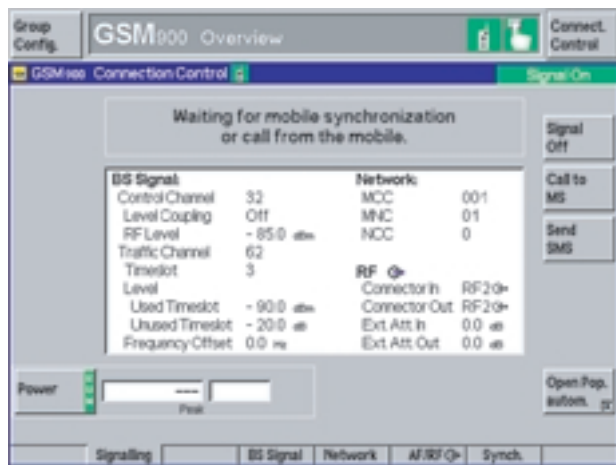 Group Config.
GSM900 Overview
Connect. Control
GSM900 Connection Control
Signal On
Waiting for mobile synchronization
or call from the mobile.
Signal Off
Call to MS
Send SMS
BS Signal:
Control Channel 32
Level Coupling Off
RF Level - 85.0 dBm
Traffic Channel 62
Timeslot 3
Level
Used Timeslot - 90.0 dBm
Unused Timeslot - 20.0 dB
Frequency Offset 0.0 Hz
Network:
MCC 001
MNC 01
NCC 0
RF
Connector In RF2
Connector Out RF2
Ext. Att. In 0.0 dB
Ext. Att. Out 0.0 dB
Power
---
Peak
Open Pop. autom.
Signalling
BS Signal
Network
AF/RF
Synch.